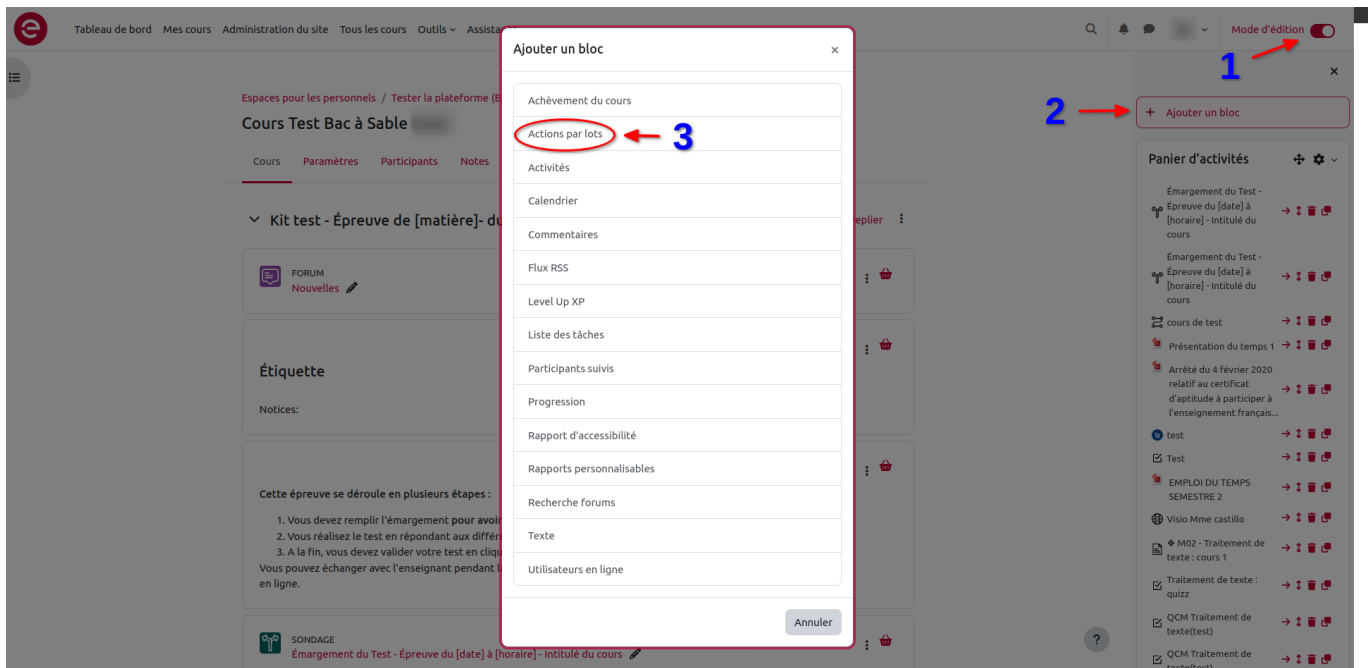 Tableau de bord Mes cours Administration du site Tous les cours Outils Assista
Mode d'édition
1
Espaces pour les personnels / Tester la plateforme (B
Cours Test Bac à Sable
Cours Paramètres Participants Notes
Kit test - Épreuve de [matière]- du
replier
FORUM
Nouvelles
Étiquette
Notices:
Cette épreuve se déroule en plusieurs étapes :
1. Vous devez remplir l'émargement pour avoir
2. Vous réalisez le test en répondant aux différ
3. A la fin, vous devez valider votre test en cliqu
Vous pouvez échanger avec l'enseignant pendant l
en ligne.
SONDAGE
Émargement du Test - Épreuve du [date] à [horaire] - Intitulé du cours
Ajouter un bloc
×
Achèvement du cours
Actions par lots
3
Activités
Calendrier
Commentaires
Flux RSS
Level Up XP
Liste des tâches
Participants suivis
Progression
Rapport d'accessibilité
Rapports personnalisables
Recherche forums
Texte
Utilisateurs en ligne
Annuler
2
×
+ Ajouter un bloc
Panier d'activités
Émargement du Test -
Épreuve du [date] à
[horaire] - Intitulé du
cours
Émargement du Test -
Épreuve du [date] à
[horaire] - Intitulé du
cours
cours de test
Présentation du temps 1
Arrêté du 4 février 2020
relatif au certificat
d'aptitude à participer à
l'enseignement français...
test
Test
EMPLOI DU TEMPS
SEMESTRE 2
Visio Mme castillo
❖ M02 - Traitement de
texte : cours 1
Traitement de texte :
quizz
QCM Traitement de
texte(test)
QCM Traitement de
texte(test)
?